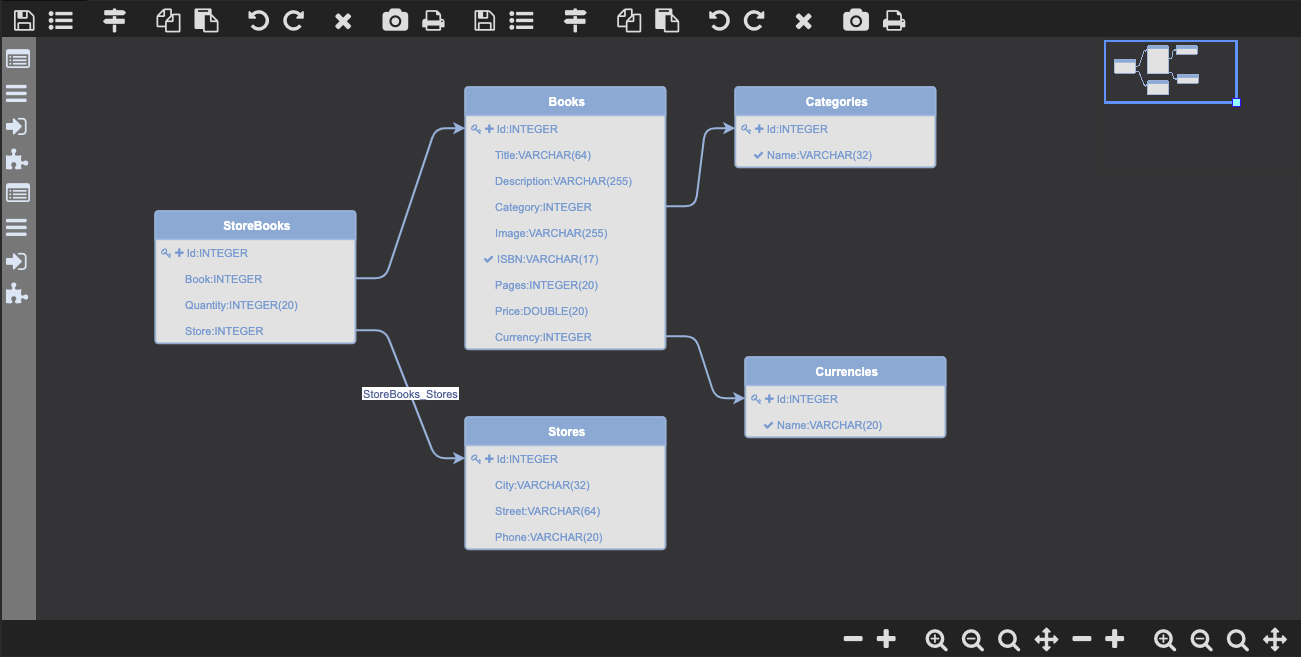 Books
Id:INTEGER
Title:VARCHAR(64)
Description:VARCHAR(255)
Category:INTEGER
Image:VARCHAR(255)
ISBN:VARCHAR(17)
Pages:INTEGER(20)
Price:DOUBLE(20)
Currency:INTEGER
Categories
Id:INTEGER
Name:VARCHAR(32)
StoreBooks
Id:INTEGER
Book:INTEGER
Quantity:INTEGER(20)
Store:INTEGER
StoreBooks_Stores
Currencies
Id:INTEGER
Name:VARCHAR(20)
Stores
Id:INTEGER
City:VARCHAR(32)
Street:VARCHAR(64)
Phone:VARCHAR(20)